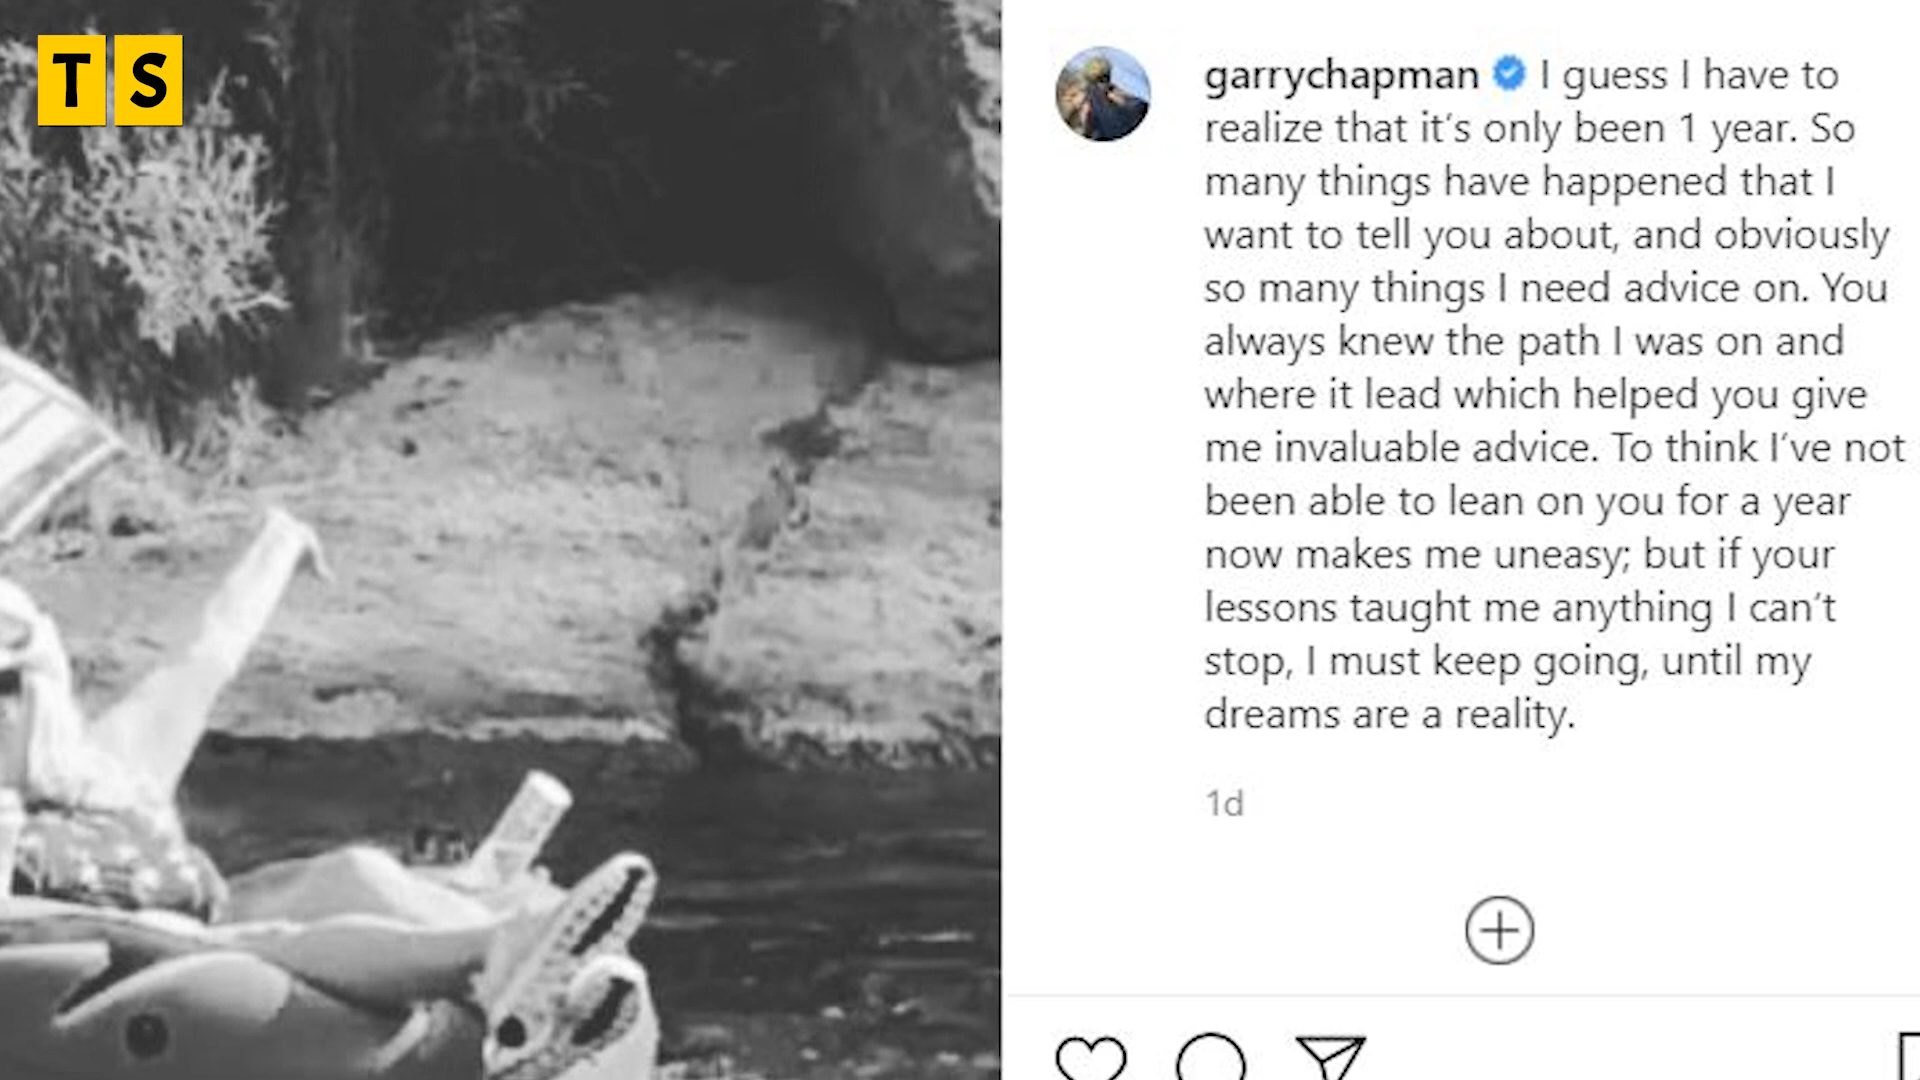 TS
garrychapman I guess I have to
realize that it's only been 1 year. So
many things have happened that I
want to tell you about, and obviously
so many things I need advice on. You
always knew the path I was on and
where it lead which helped you give
me invaluable advice. To think I've not
been able to lean on you for a year
now makes me uneasy; but if your
lessons taught me anything I can't
stop, I must keep going, until my
dreams are a reality.
1d